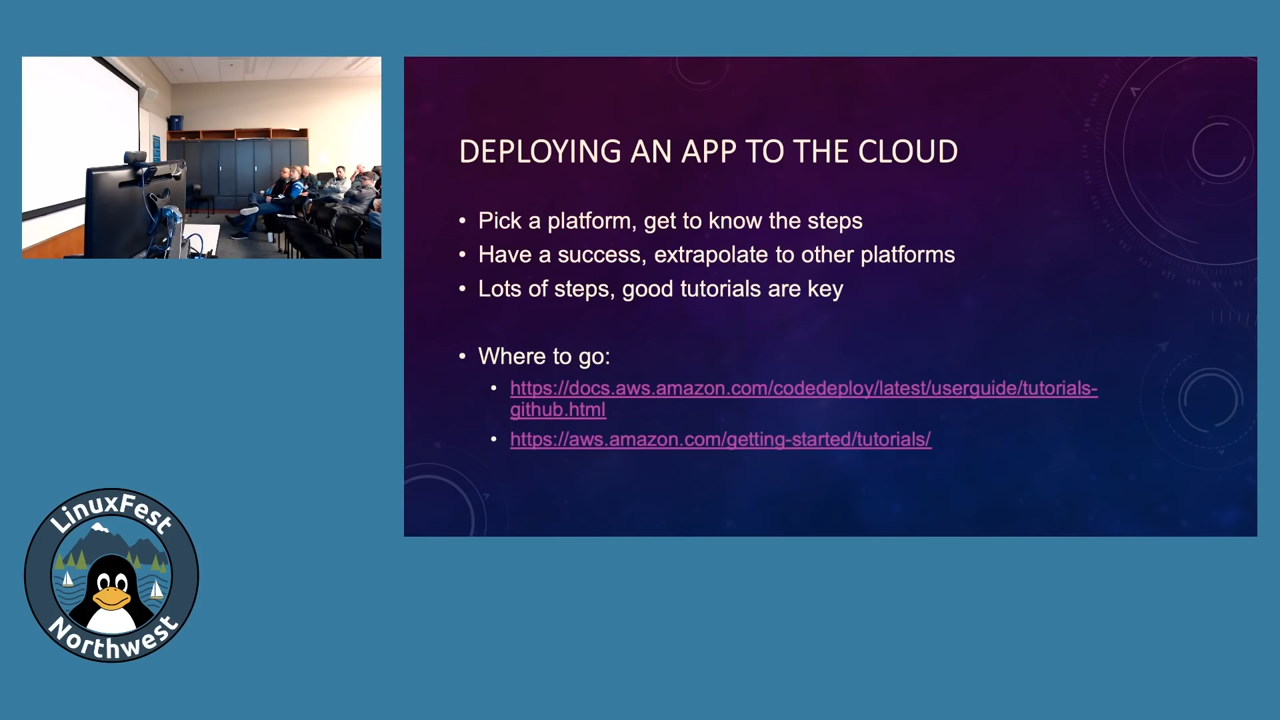 DEPLOYING AN APP TO THE CLOUD
• Pick a platform, get to know the steps
• Have a success, extrapolate to other platforms
• Lots of steps, good tutorials are key
• Where to go:
• https://docs.aws.amazon.com/codedeploy/latest/userguide/tutorials-
github.html
• https://aws.amazon.com/getting-started/tutorials/
LinuxFest
Northwest